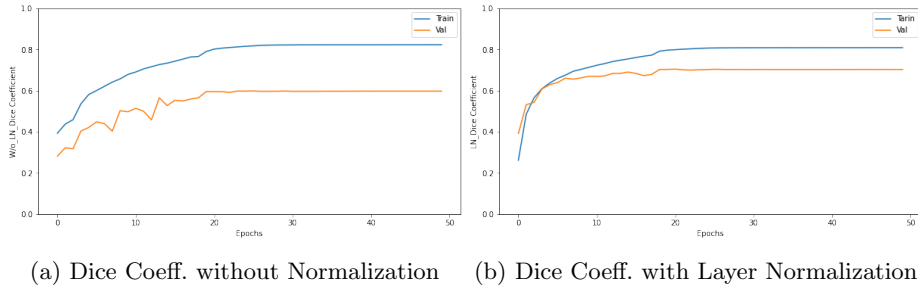 1.0
0.8
0.6
0.4
0.2
0.0
W/o_LN_Dice Coefficient
0 10 20 30 40 50
Epochs
Train
Val
1.0
0.8
0.6
0.4
0.2
0.0
LN_Dice Coefficient
0 10 20 30 40 50
Epochs
Tarin
Val
(a) Dice Coeff. without Normalization
(b) Dice Coeff. with Layer Normalization